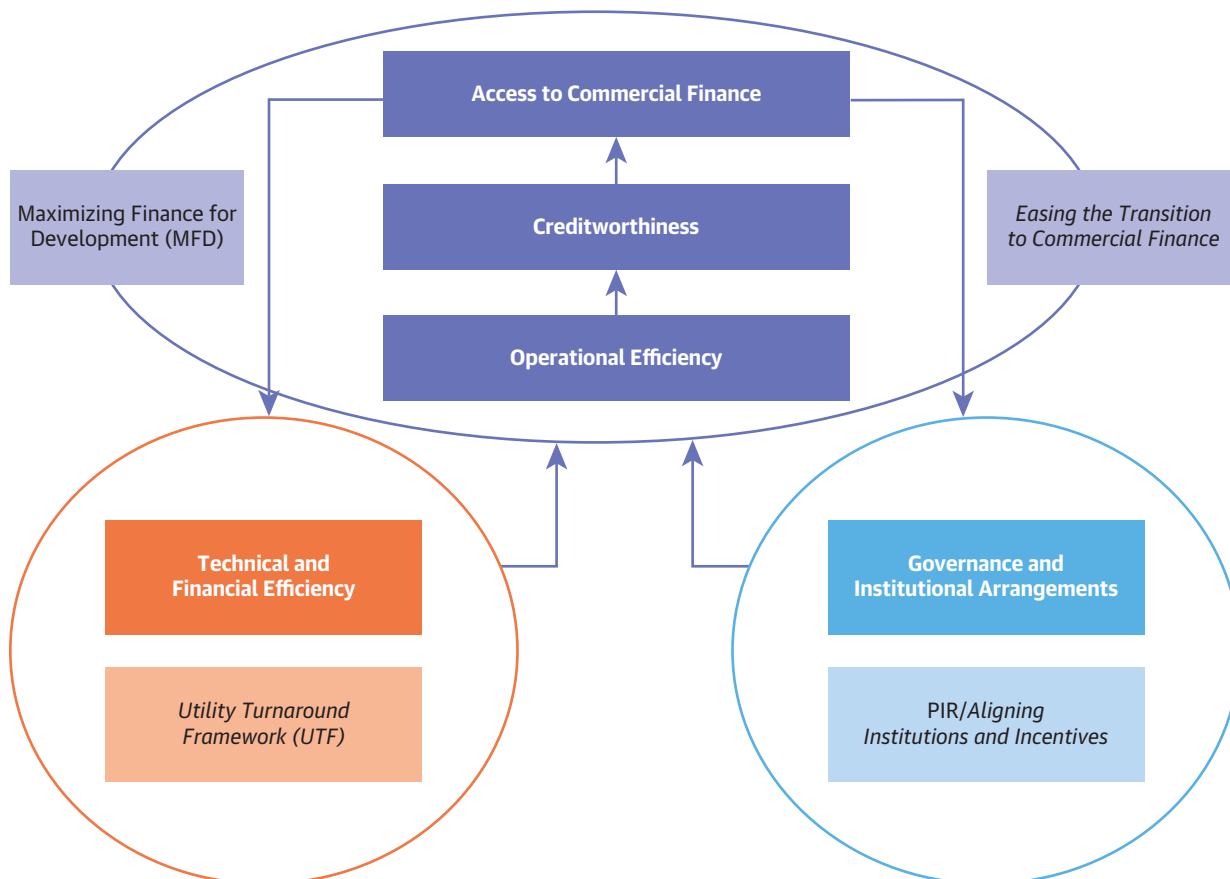 Access to Commercial Finance
Maximizing Finance for
Development (MFD)
Creditworthiness
Easing the Transition
to Commercial Finance
Operational Efficiency
Technical and
Financial Efficiency
Utility Turnaround
Framework (UTF)
Governance and
Institutional Arrangements
PIR/Aligning
Institutions and Incentives